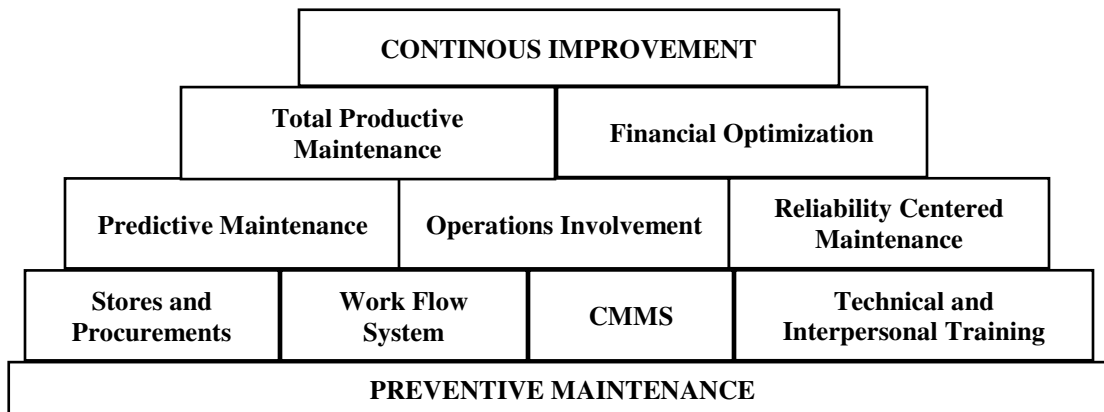 CONTINOUS IMPROVEMENT
Total Productive
Maintenance
Financial Optimization
Predictive Maintenance
Operations Involvement
Reliability Centered
Maintenance
Stores and
Procurements
Work Flow
System
CMMS
Technical and
Interpersonal Training
PREVENTIVE MAINTENANCE